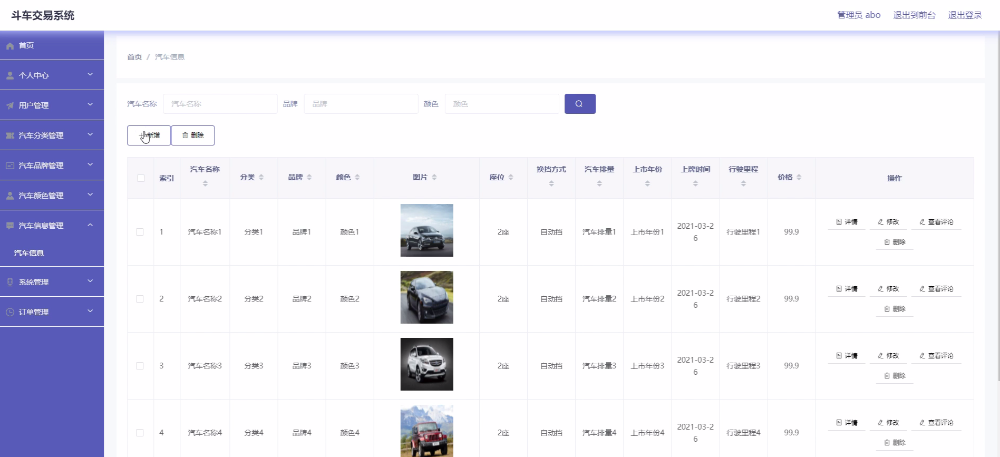 斗车交易系统
管理员 abo 退出到前台 退出登录
首页
个人中心
用户管理
汽车分类管理
汽车品牌管理
汽车颜色管理
汽车信息管理
汽车信息
系统管理
订单管理
首页 / 汽车信息
汽车名称 汽车名称 品牌 品牌 颜色 颜色
新增 删除
索引 汽车名称 分类 品牌 颜色 图片 座位 换挡方式 汽车排量 上市年份 上牌时间 行驶里程 价格 操作
1 汽车名称1 分类1 品牌1 颜色1 2座 自动挡 汽车排量1 上市年份1 2021-03-2
6 行驶里程1 99.9 详情 修改 查看评论
删除
2 汽车名称2 分类2 品牌2 颜色2 2座 自动挡 汽车排量2 上市年份2 2021-03-2
6 行驶里程2 99.9 详情 修改 查看评论
删除
3 汽车名称3 分类3 品牌3 颜色3 2座 自动挡 汽车排量3 上市年份3 2021-03-2
6 行驶里程3 99.9 详情 修改 查看评论
删除
4 汽车名称4 分类4 品牌4 颜色4 2座 自动挡 汽车排量4 上市年份4 2021-03-2
6 行驶里程4 99.9 详情 修改 查看评论
删除